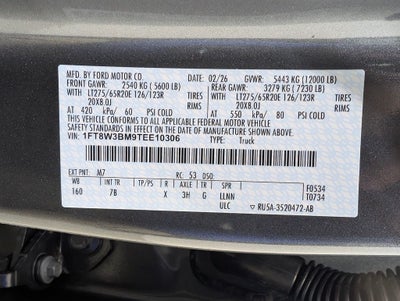 MFD. BY FORD MOTOR CO. 02/26 GVWR: 5443 KG (12000 LB)
FRONT GAWR: 2540 KG ( 5600 LB) REAR GAWR: 3279 KG ( 7230 LB)
WITH LT275/65R20E 126/123R WITH LT275/65R20E 126/123R
20X8.0J 20X8.0J
AT 420 kPa/ 60 PSI COLD AT 550 kPa/ 80 PSI COLD
THIS VEHICLE CONFORMS TO ALL APPLICABLE FEDERAL MOTOR VEHICLE
SAFETY STANDARDS IN EFFECT ON THE DATE OF MANUFACTURE SHOWN ABOVE.
VIN: 1FT8W3BM9TEE10306 TYPE: Truck
EXT PNT: M7 RC: 53 DSO: F0534
WB INT TR TP/PS R AXLE TR SPR T0734
160 7B X 3H G LLNN
ULC RU5A-3520472-AB